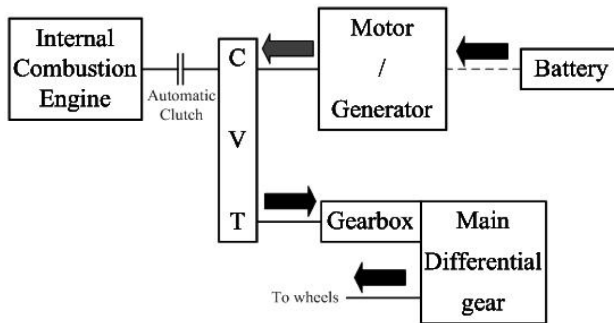 Internal
Combustion
Engine
Automatic
Clutch
C
V
T
Motor
/
Generator
Battery
Gearbox
Main
Differential
gear
To wheels